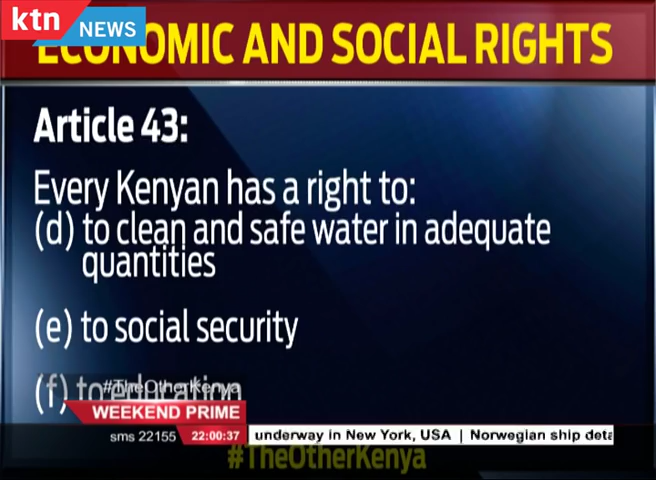 ktn NEWS
ECONOMIC AND SOCIAL RIGHTS
Article 43:
Every Kenyan has a right to:
(d) to clean and safe water in adequate
quantities
(e) to social security
(f) to education
#TheOtherKenya
WEEKEND PRIME
sms 22155 22:00:37 underway in New York, USA | Norwegian ship deta
#TheOtherKenya